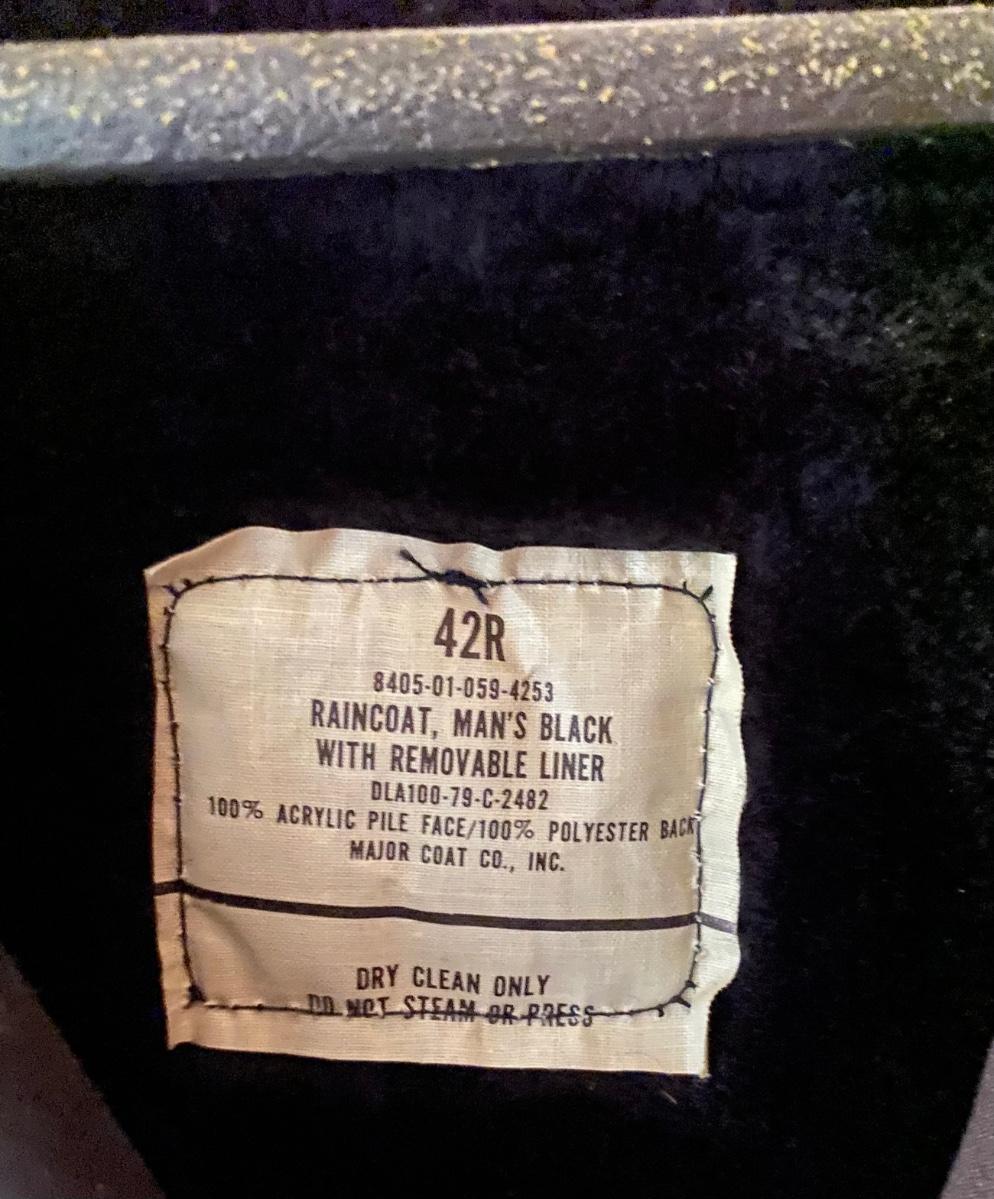 42R
8405-01-059-4253
RAINCOAT, MAN'S BLACK
WITH REMOVABLE LINER
DLA100-79-C-2482
100% ACRYLIC PILE FACE/100% POLYESTER BACK
MAJOR COAT CO., INC.
DRY CLEAN ONLY
DO NOT STEAM OR PRESS